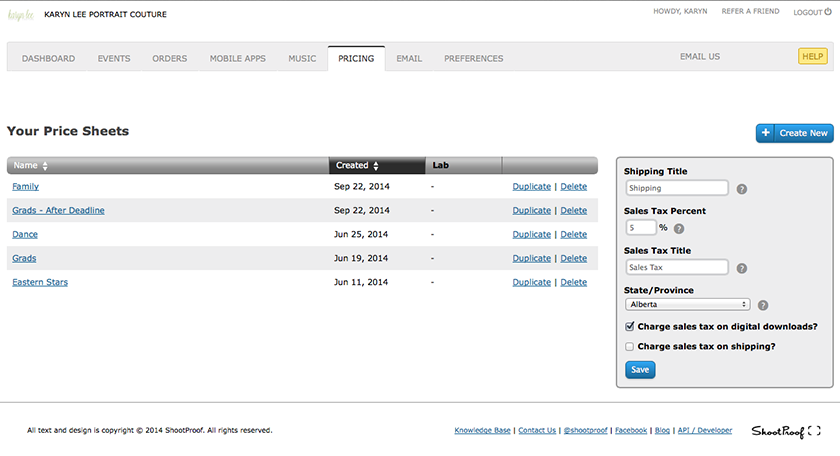 karyn lee KARYN LEE PORTRAIT COUTURE HOWDY, KARYN REFER A FRIEND LOGOUT
DASHBOARD EVENTS ORDERS MOBILE APPS MUSIC PRICING EMAIL PREFERENCES EMAIL US HELP
Your Price Sheets + Create New
Name Created Lab
Family Sep 22, 2014 - Duplicate | Delete
Grads - After Deadline Sep 22, 2014 - Duplicate | Delete
Dance Jun 25, 2014 - Duplicate | Delete
Grads Jun 19, 2014 - Duplicate | Delete
Eastern Stars Jun 11, 2014 - Duplicate | Delete
Shipping Title
Shipping ?
Sales Tax Percent
5 % ?
Sales Tax Title
Sales Tax ?
State/Province
Alberta ?
Charge sales tax on digital downloads?
Charge sales tax on shipping?
Save
All text and design is copyright © 2014 ShootProof. All rights reserved. Knowledge Base | Contact Us | @shootproof | Facebook | Blog | API / Developer ShootProof